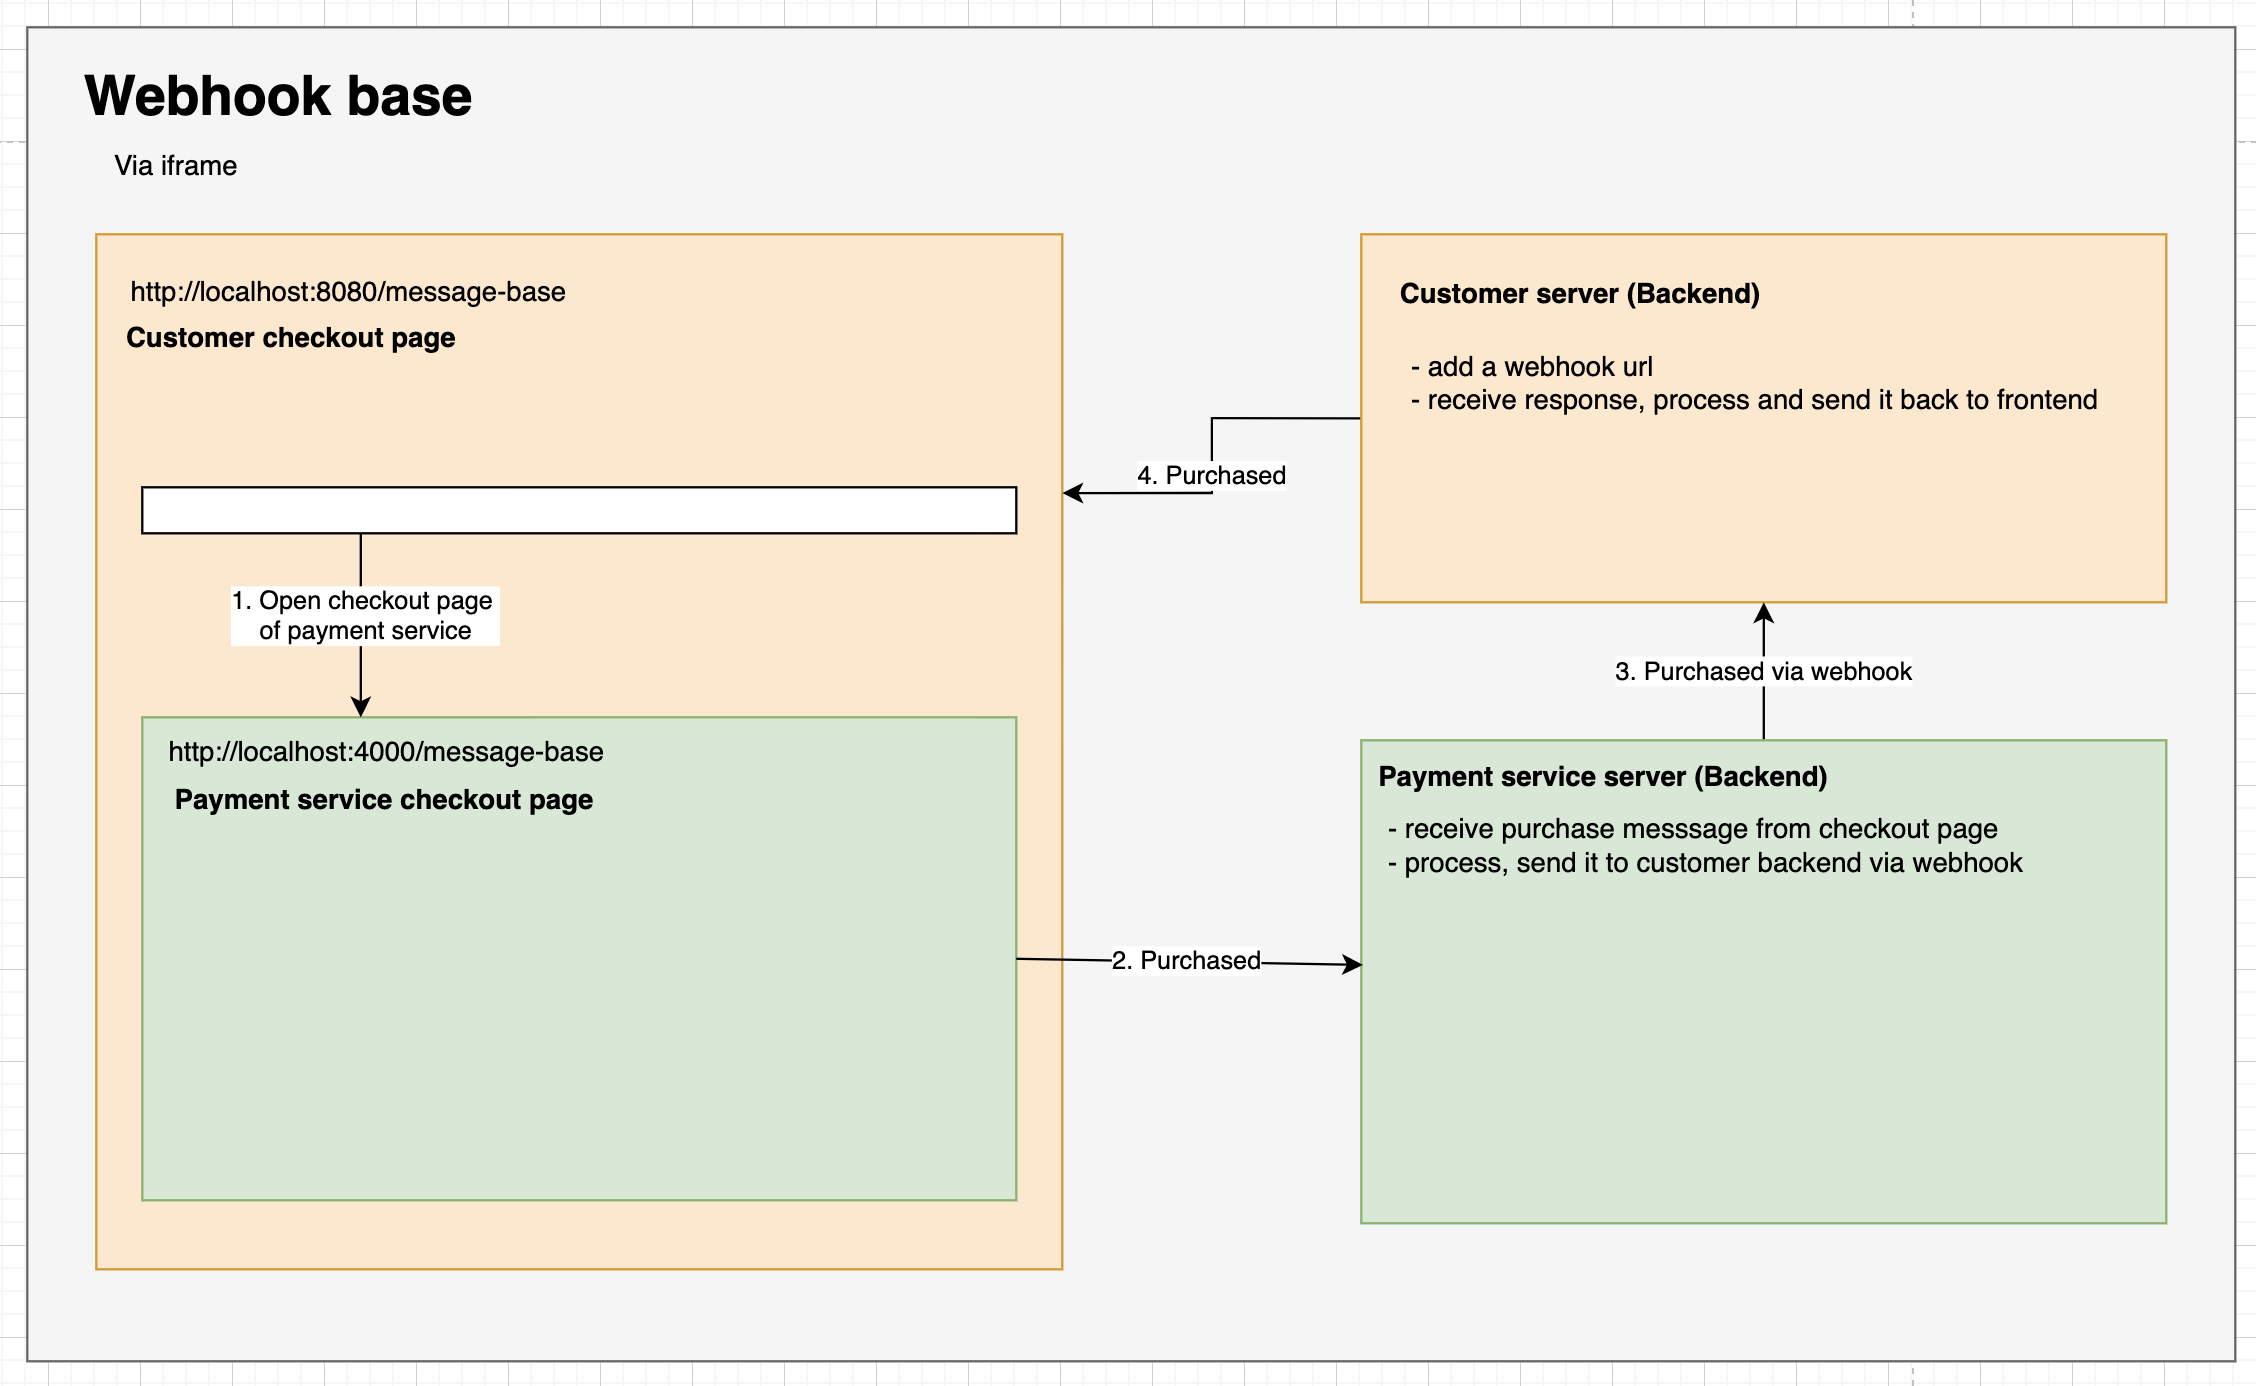 Webhook base
Via iframe
http://localhost:8080/message-base
Customer checkout page
1. Open checkout page
of payment service
http://localhost:4000/message-base
Payment service checkout page
2. Purchased
4. Purchased
Customer server (Backend)
- add a webhook url
- receive response, process and send it back to frontend
3. Purchased via webhook
Payment service server (Backend)
- receive purchase messsage from checkout page
- process, send it to customer backend via webhook